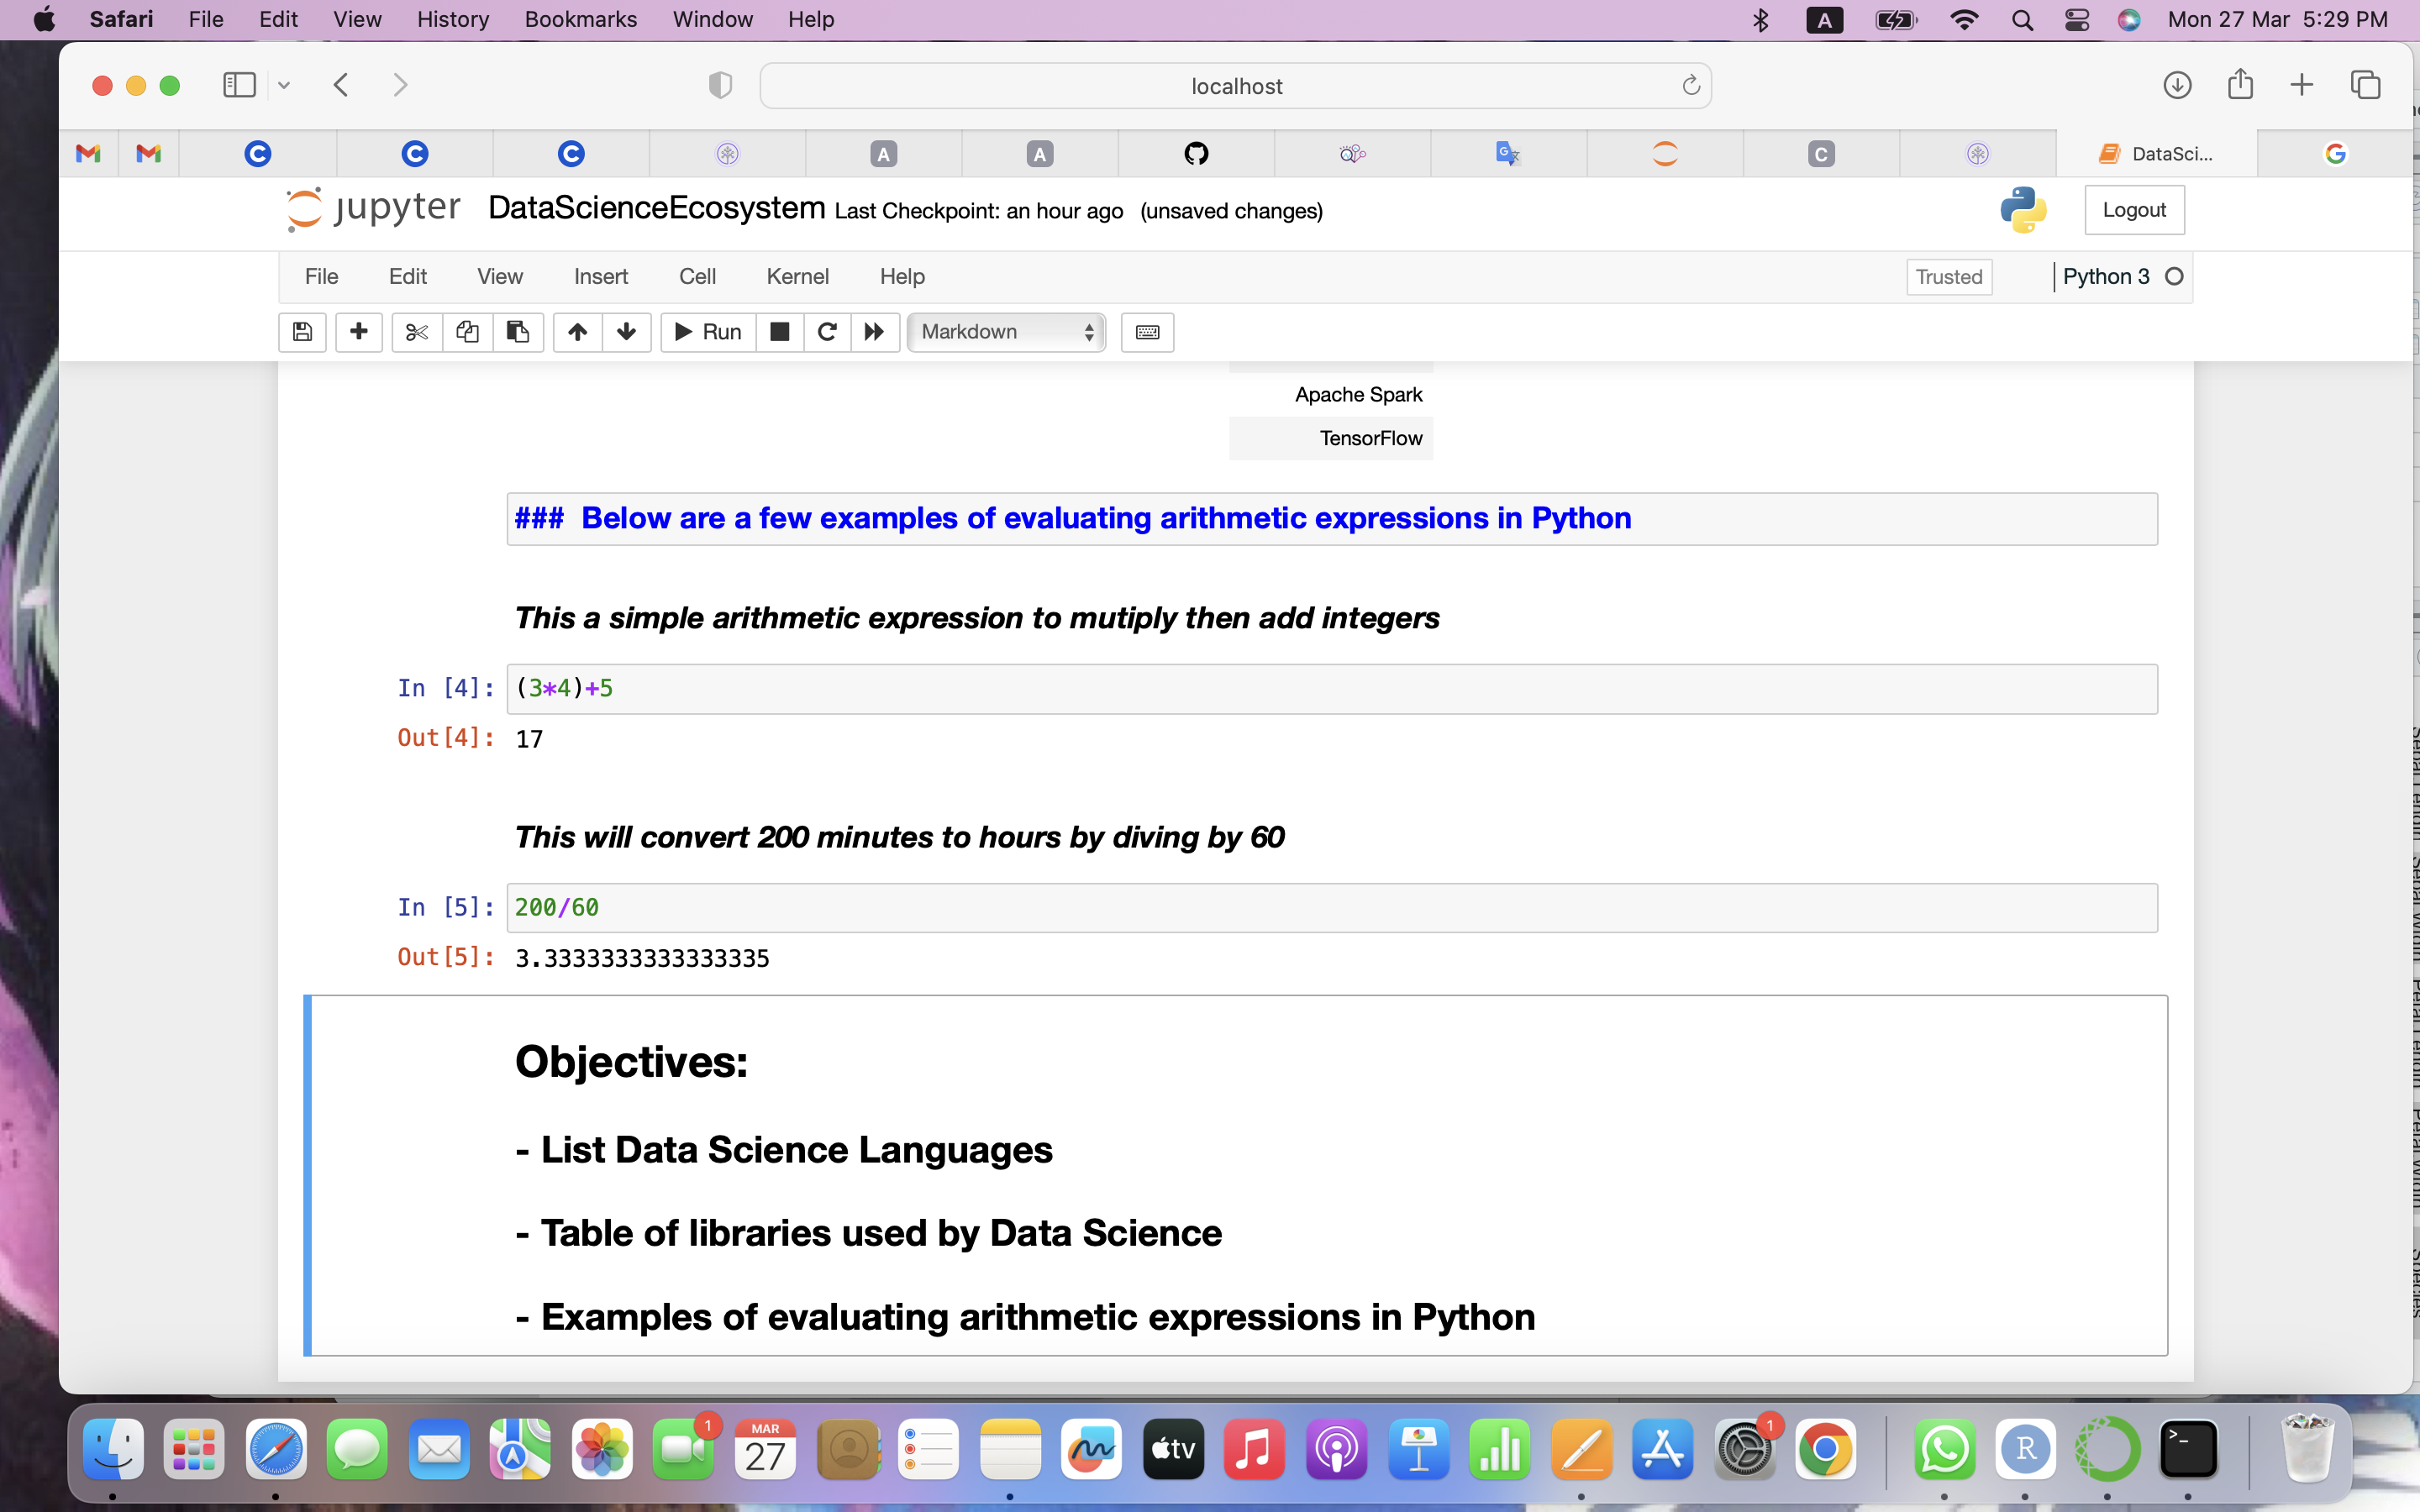 Safari File Edit View History Bookmarks Window Help A Mon 27 Mar 5:29 PM
localhost
C C C A A C DataSci...
jupyter DataScienceEcosystem Last Checkpoint: an hour ago (unsaved changes) Logout
File Edit View Insert Cell Kernel Help Trusted Python 3
Run Markdown
Apache Spark
TensorFlow
### Below are a few examples of evaluating arithmetic expressions in Python
This a simple arithmetic expression to mutiply then add integers
In [4]: (3*4)+5
Out[4]: 17
This will convert 200 minutes to hours by diving by 60
In [5]: 200/60
Out[5]: 3.3333333333333335
Objectives:
- List Data Science Languages
- Table of libraries used by Data Science
- Examples of evaluating arithmetic expressions in Python
1 MAR 27 tv 1 R >_